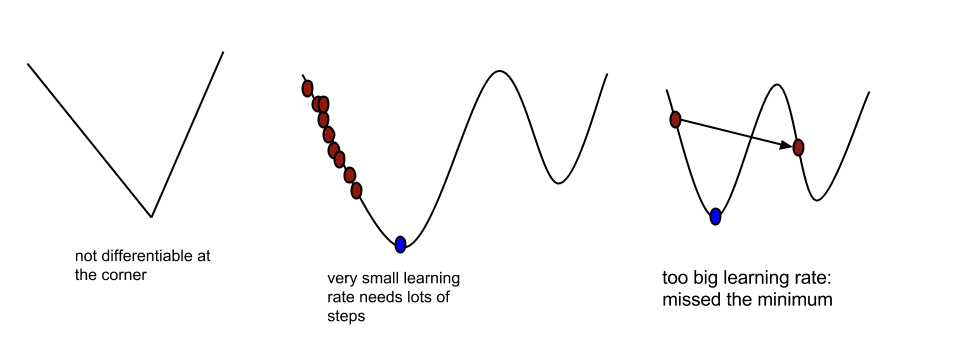 not differentiable at
the corner
very small learning
rate needs lots of
steps
too big learning rate:
missed the minimum